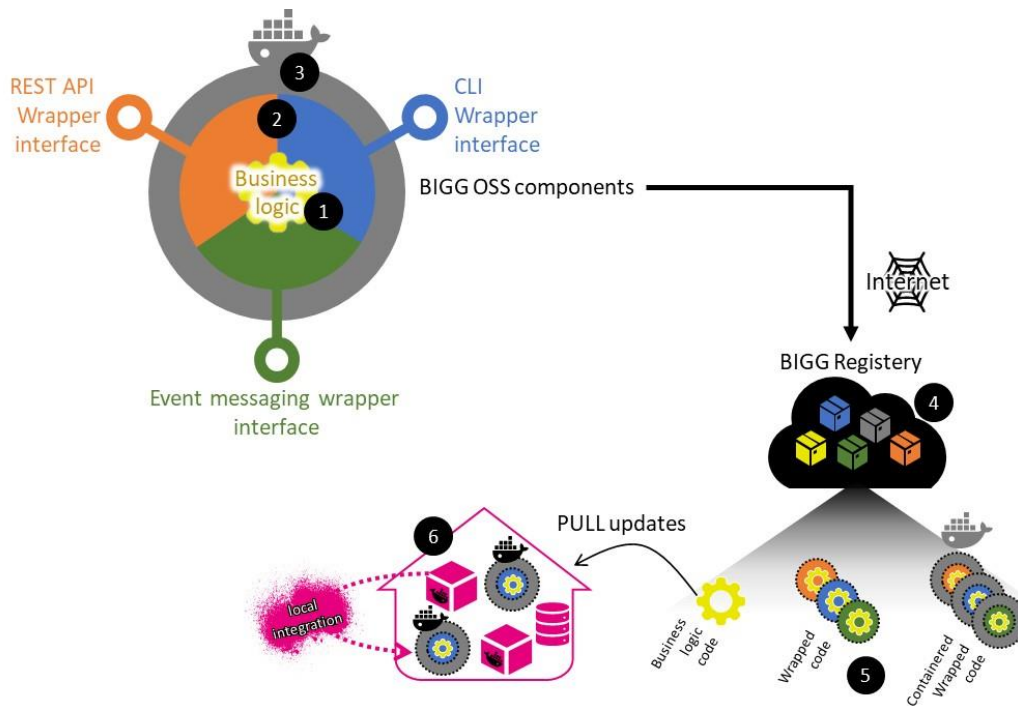 3
REST API
Wrapper
interface
CLI
Wrapper
interface
2
Business
logic
1
BIGG OSS components
Internet
Event messaging wrapper
interface
BIGG Registery
4
PULL updates
6
local
integration
Business
logic
code
Wrapped
code
5
Containered
Wrapped
code